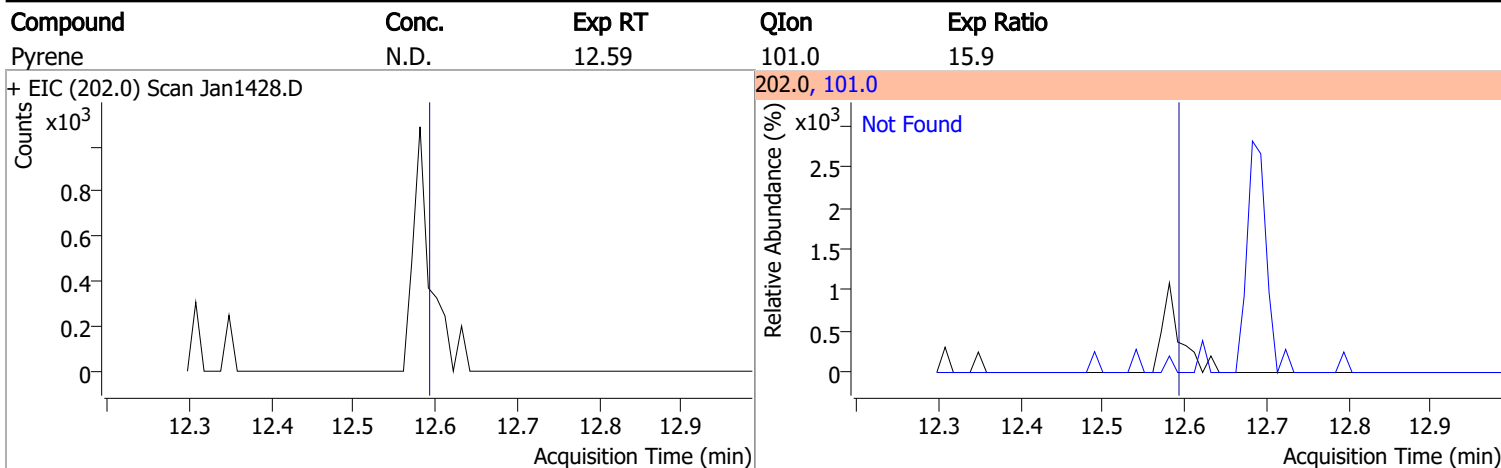 Compound Conc. Exp RT QIon Exp Ratio
Pyrene N.D. 12.59 101.0 15.9
+ EIC (202.0) Scan Jan1428.D
Counts
x10³
0.8
0.6
0.4
0.2
0
12.3 12.4 12.5 12.6 12.7 12.8 12.9
Acquisition Time (min)
202.0, 101.0
Relative Abundance (%)
x10³
Not Found
2.5
2
1.5
1
0.5
0
12.3 12.4 12.5 12.6 12.7 12.8 12.9
Acquisition Time (min)